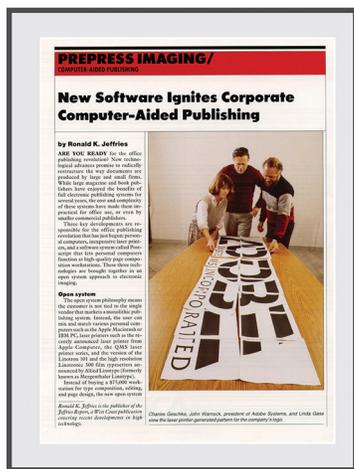 PREPRESS IMAGING/
COMPUTER-AIDED PUBLISHING
New Software Ignites Corporate
Computer-Aided Publishing
by Ronald K. Jeffries
ARE YOU READY for the office
publishing revolution? New techno-
logical advances promise to radically
restructure the way documents are
produced by large and small firms.
While large magazine and book pub-
lishers have enjoyed the benefits of
full electronic publishing systems for
several years, the cost and complexity
of these systems have made them im-
practical for office use, or even by
smaller commercial publishers.
Three key developments are re-
sponsible for the office publishing
revolution that has just begun: person-
al computers, inexpensive laser print-
ers, and a software system called Post-
script that lets personal computers
function as high-quality page compo-
sition workstations. These three tech-
nologies are brought together in an
open system approach to electronic
imaging.
Open system
The open system philosophy means
the customer is not tied to the single
vendor that markets a monolithic pub-
lishing system. Instead, the user can
mix and match various personal com-
puters such as the Apple Macintosh or
IBM PC, laser printers such as the re-
cently announced laser printer from
Apple Computer, the QMS laser
printer series, and the version of the
Linotron 101 and the high resolution
Linotronic 300 film typesetters an-
nounced by Allied Linotype (formerly
known as Mergenthaler Linotype).
Instead of buying a $75,000 work-
station for type composition, editing,
and page design, the new open system
Ronald K. Jeffries is the publisher of the
Jeffries Report, a West Coast publication
covering recent developments in high
technology.
ADOBE
SYSTEMS INCORPORATED
Charles Geschke, John Warnock, president of Adobe Systems, and Linda Gass
view the laser printer-generated pattern for the company's logo.